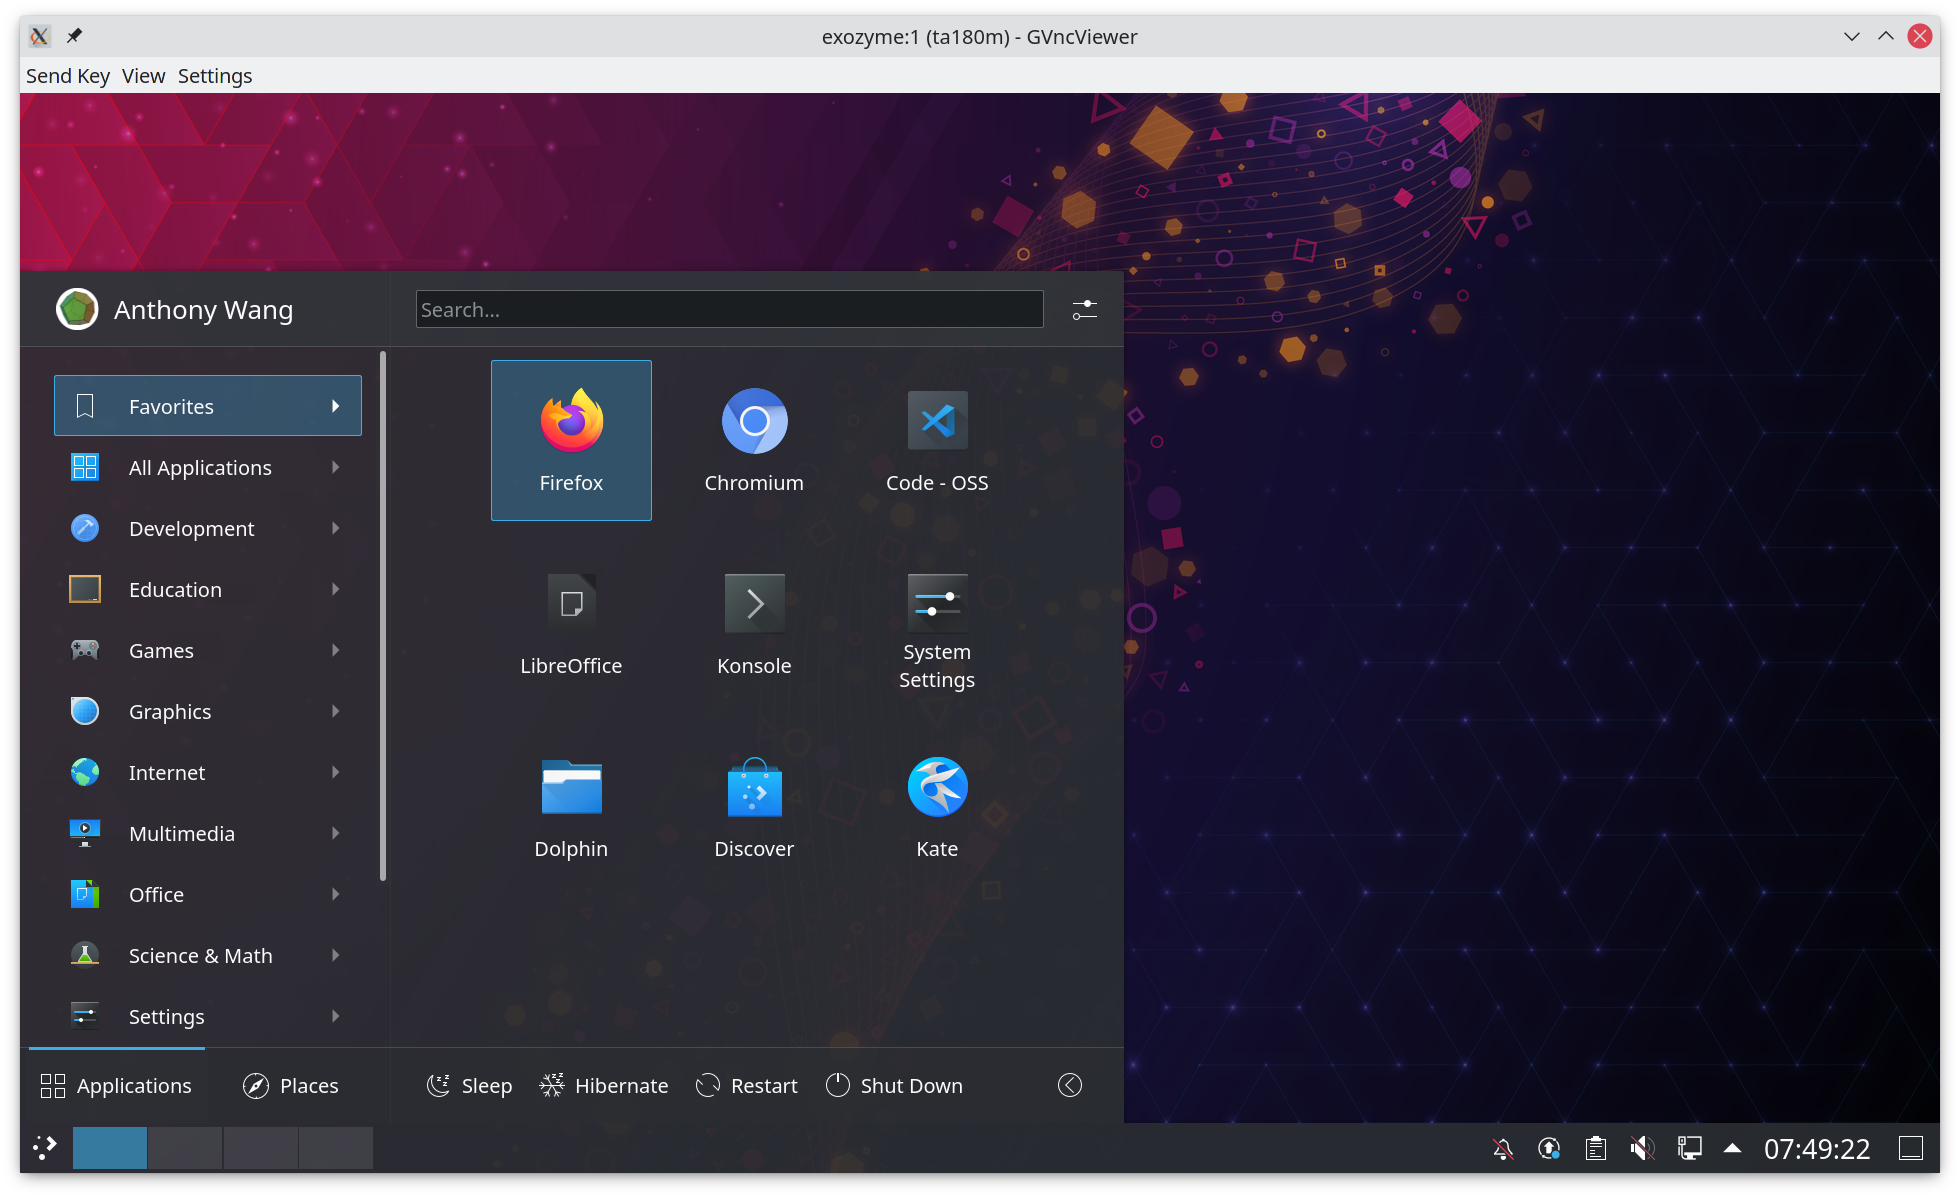 exozyme:1 (ta180m) - GVncViewer
Send Key View Settings
Anthony Wang
Search...
Favorites
All Applications
Development
Education
Games
Graphics
Internet
Multimedia
Office
Science & Math
Settings
Firefox
Chromium
Code - OSS
LibreOffice
Konsole
System
Settings
Dolphin
Discover
Kate
Applications
Places
Sleep
Hibernate
Restart
Shut Down
07:49:22